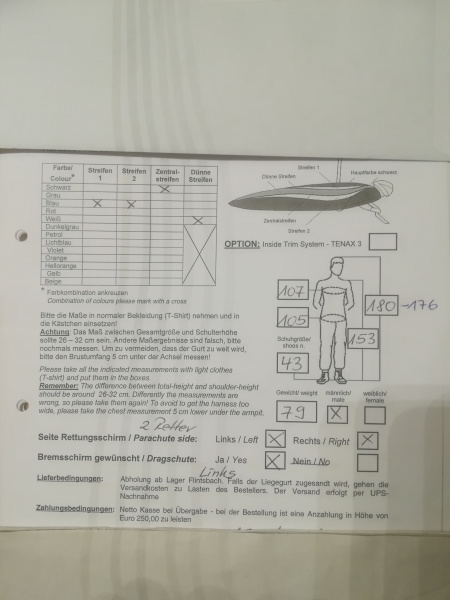 Farbe/ Colour* Streifen 1 Streifen 2 Zentral-streifen Dünne Streifen
Schwarz X
Grau
Blau X X
Rot
Weiß X
Dunkelgrau
Petrol
Lichtblau
Violet
Orange
Hellorange
Gelb
Beige
* Farbkombination ankreuzen
Combination of colours please mark with a cross
Streifen 1
Dünne Streifen
Hauptfarbe schwarz
Zentralstreifen
Streifen 2
OPTION: Inside Trim System - TENAX 3
Bitte die Maße in normaler Bekleidung (T-Shirt) nehmen und in
die Kästchen einsetzen!
Achtung: Das Maß zwischen Gesamtgröße und Schulterhöhe
sollte 26 – 32 cm sein. Andere Maßergebnisse sind falsch, bitte
nochmals messen. Um zu vermeiden, dass der Gurt zu weit wird,
bitte den Brustumfang 5 cm unter der Achsel messen!
Please take all the indicated measures with light clothes
(T-shirt) and put them in the boxes.
Remember: The difference between total-height and shoulder-height
should be around 26-32 cm. Differently the measurements are
wrong, so please take them again! To avoid to get the harness too
wide, please take the chest measurement 5 cm lower under the armpit.
107
105
180 -176
153
Schuhgröße/
shoes n.
43
Gewicht/ weight
79
männlich/
male
X
weiblich/
female
2 Retter
Seite Rettungsschirm / Parachute side: Links / Left X Rechts / Right X
Bremsschirm gewünscht / Dragschute: Ja / Yes X Nein / No
Links
Lieferbedingungen: Abholung ab Lager Flintsbach. Falls der Liegegurt zugesandt wird, gehen die
Versandkosten zu Lasten des Bestellers. Der Versand erfolgt per UPS-
Nachnahme
Zahlungsbedingungen: Netto Kasse bei Übergabe - bei der Bestellung ist eine Anzahlung in Höhe von
Euro 250,00 zu leisten